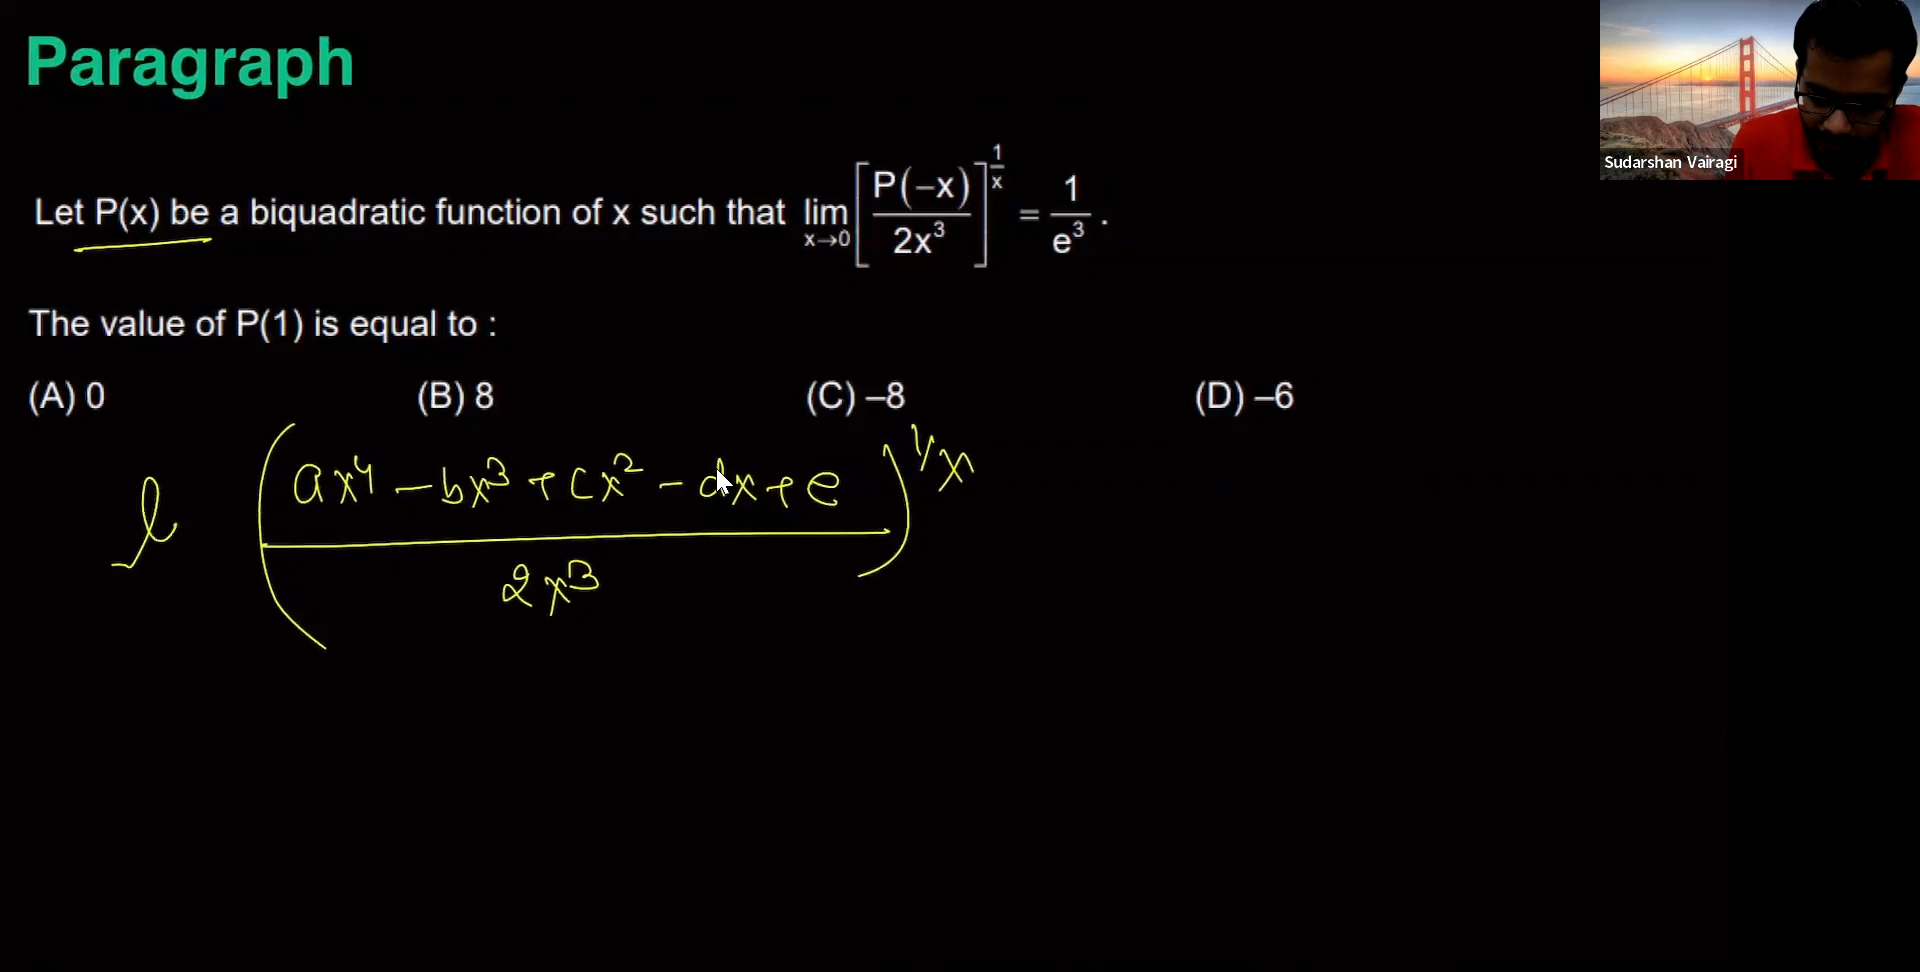 Paragraph
Sudarshan Vairagi
Let P(x) be a biquadratic function of x such that lim x→0 [P(−x)/2x³]^(1/x) = 1/e³ .
The value of P(1) is equal to :
(A) 0 (B) 8 (C) –8 (D) –6
l ( (ax⁴ − bx³ + cx² − dx + e) / 2x³ )^(1/x)